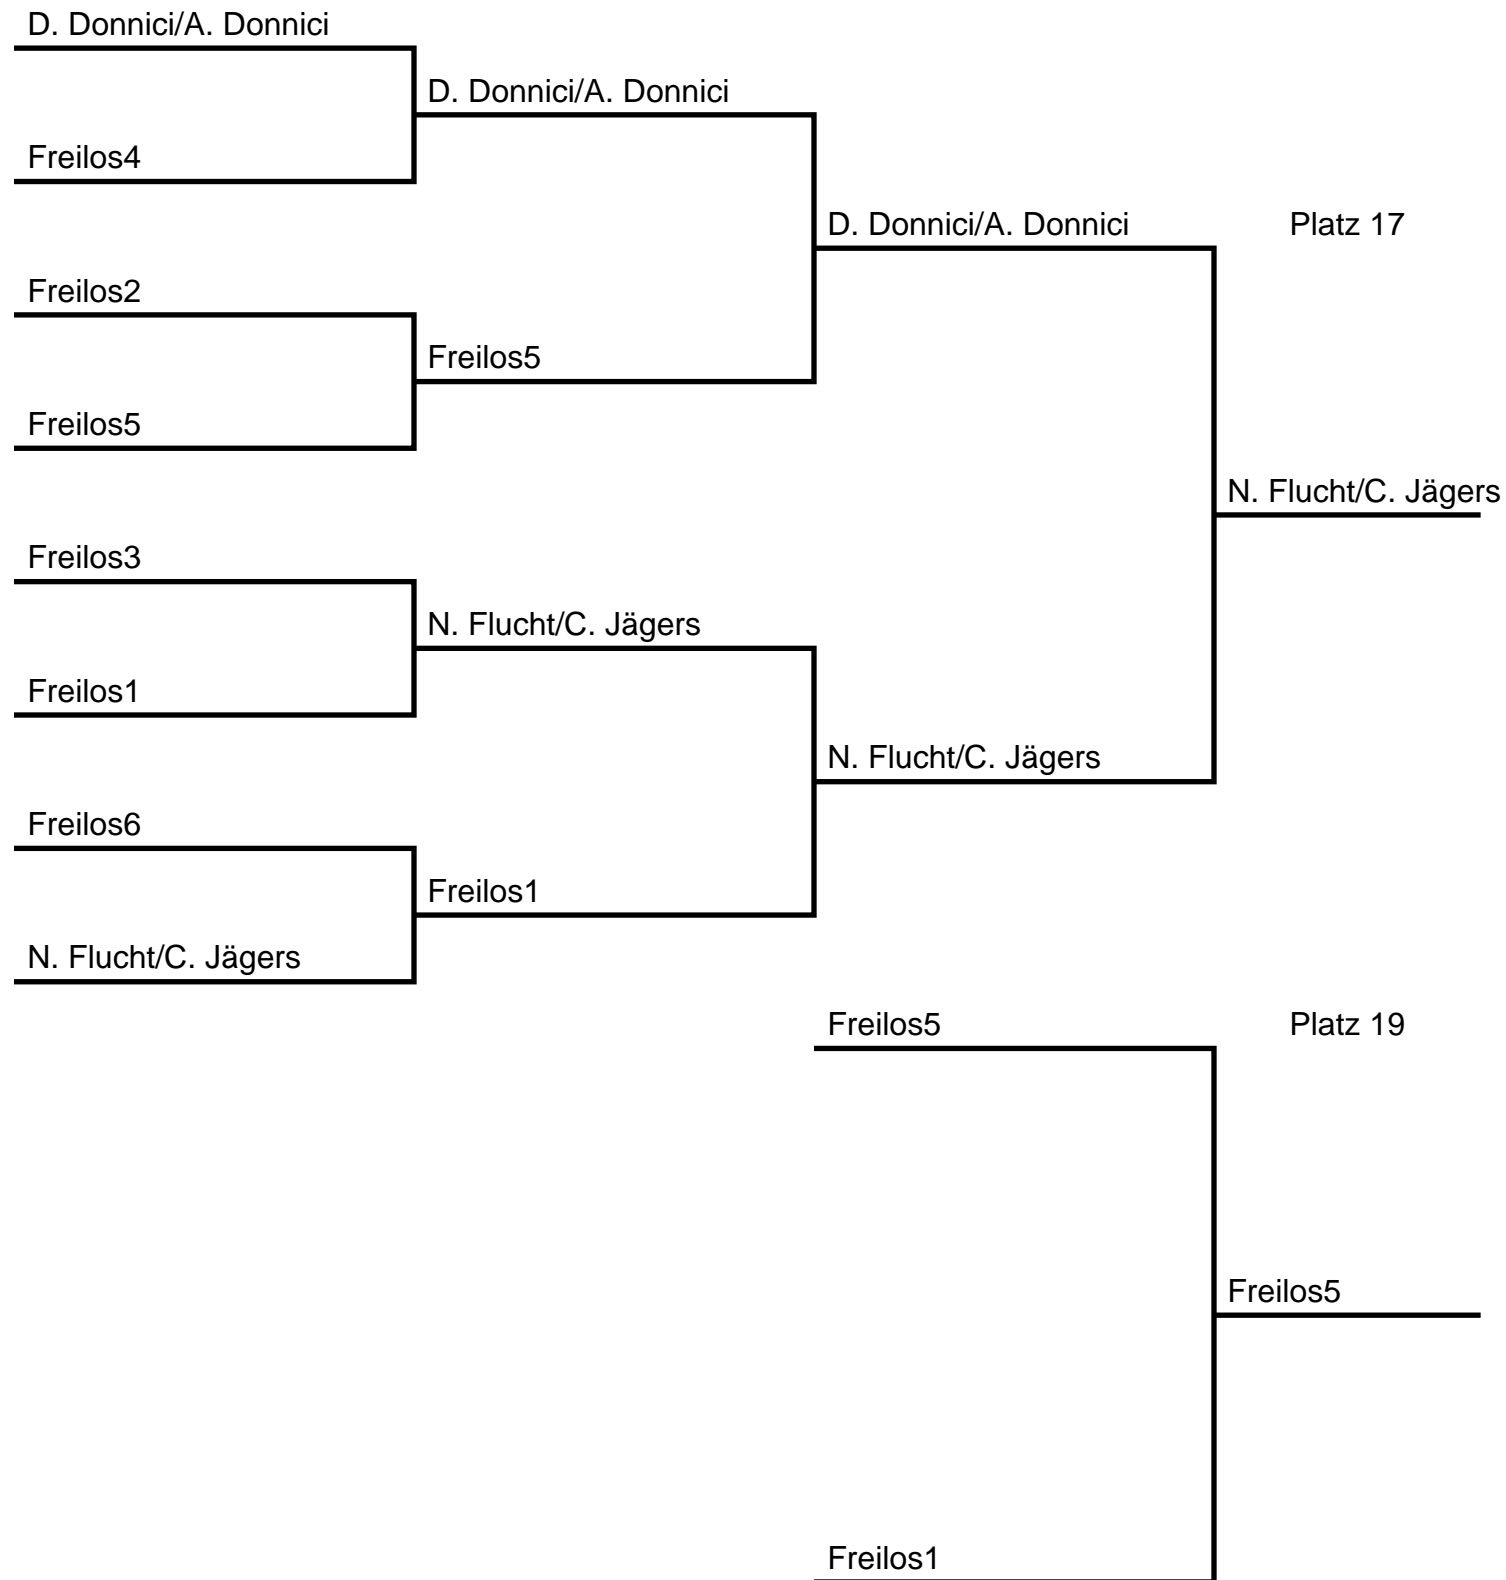 D. Donnici/A. Donnici
D. Donnici/A. Donnici
Freilos4
D. Donnici/A. Donnici
Platz 17
Freilos2
Freilos5
Freilos5
N. Flucht/C. Jägers
Freilos3
N. Flucht/C. Jägers
Freilos1
N. Flucht/C. Jägers
Freilos6
Freilos1
N. Flucht/C. Jägers
Freilos5
Platz 19
Freilos5
Freilos1